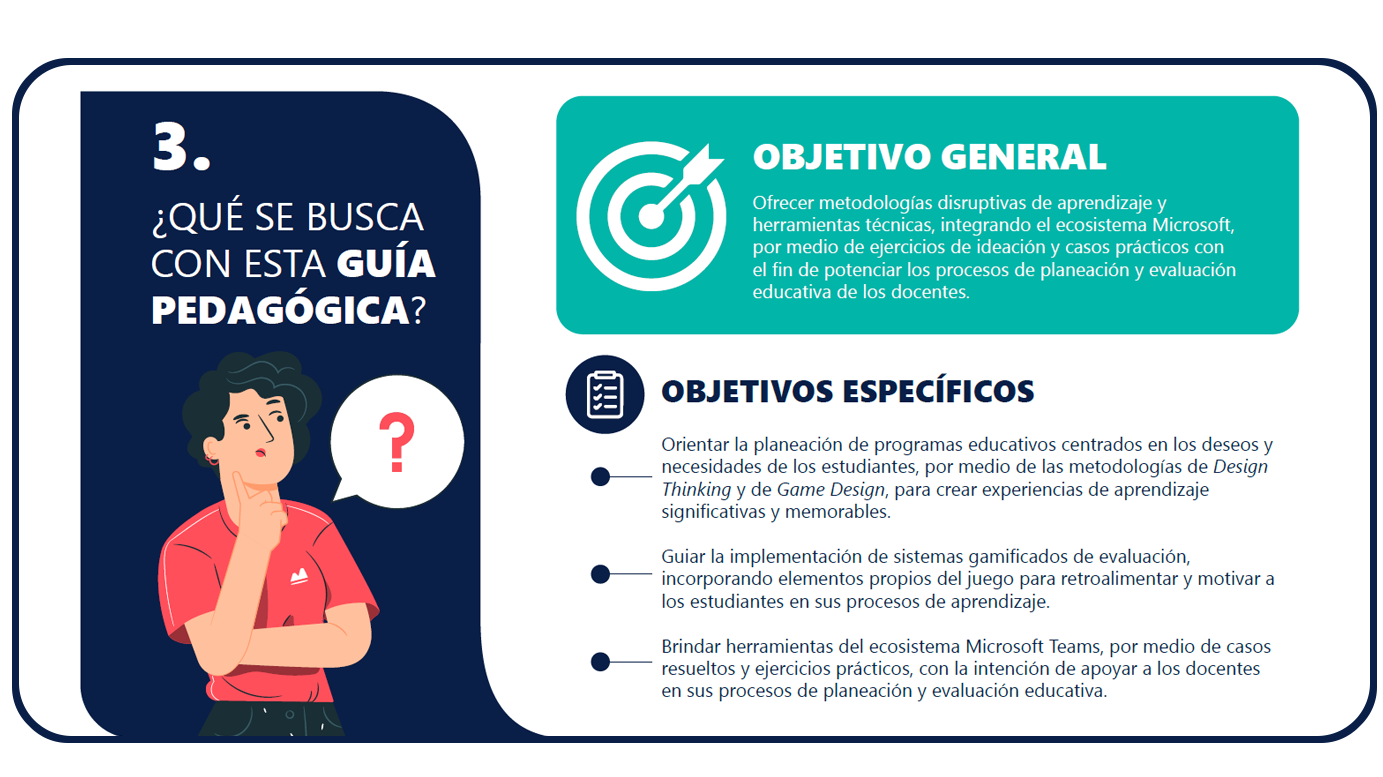 3.
¿QUÉ SE BUSCA
CON ESTA GUÍA
PEDAGÓGICA?
?
OBJETIVO GENERAL
Ofrecer metodologías disruptivas de aprendizaje y
herramientas técnicas, integrando el ecosistema Microsoft,
por medio de ejercicios de ideación y casos prácticos con
el fin de potenciar los procesos de planeación y evaluación
educativa de los docentes.
OBJETIVOS ESPECÍFICOS
Orientar la planeación de programas educativos centrados en los deseos y
necesidades de los estudiantes, por medio de las metodologías de Design
Thinking y de Game Design, para crear experiencias de aprendizaje
significativas y memorables.
Guiar la implementación de sistemas gamificados de evaluación,
incorporando elementos propios del juego para retroalimentar y motivar a
los estudiantes en sus procesos de aprendizaje.
Brindar herramientas del ecosistema Microsoft Teams, por medio de casos
resueltos y ejercicios prácticos, con la intención de apoyar a los docentes
en sus procesos de planeación y evaluación educativa.